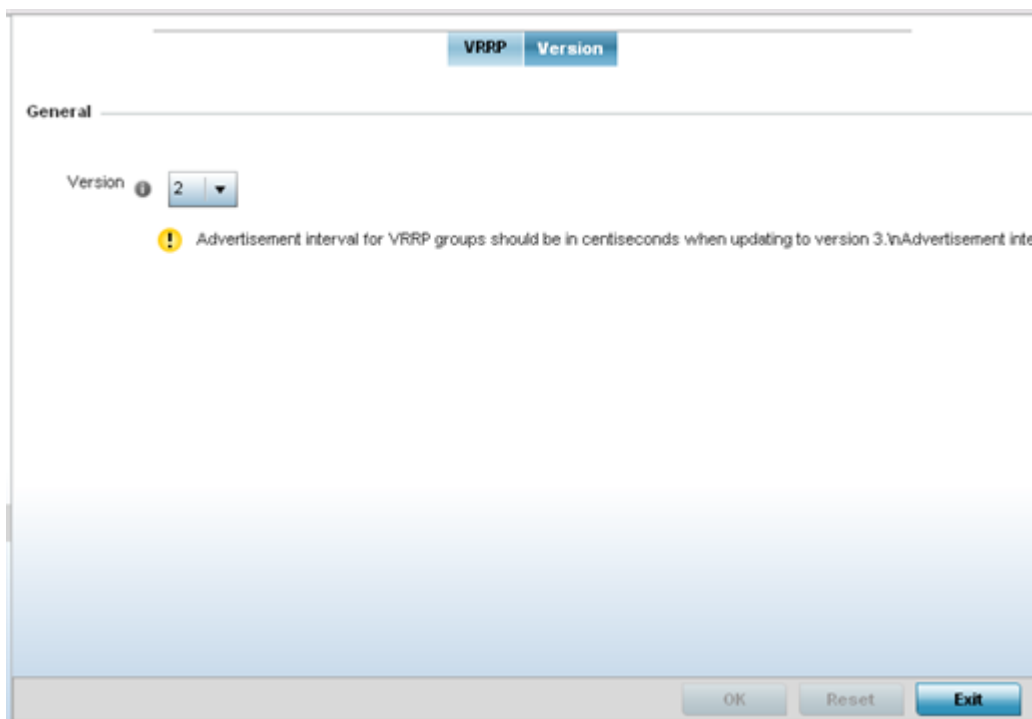 VRRP Version
General
Version 2
Advertisement interval for VRRP groups should be in centiseconds when updating to version 3.\nAdvertisement inte
OK Reset Exit